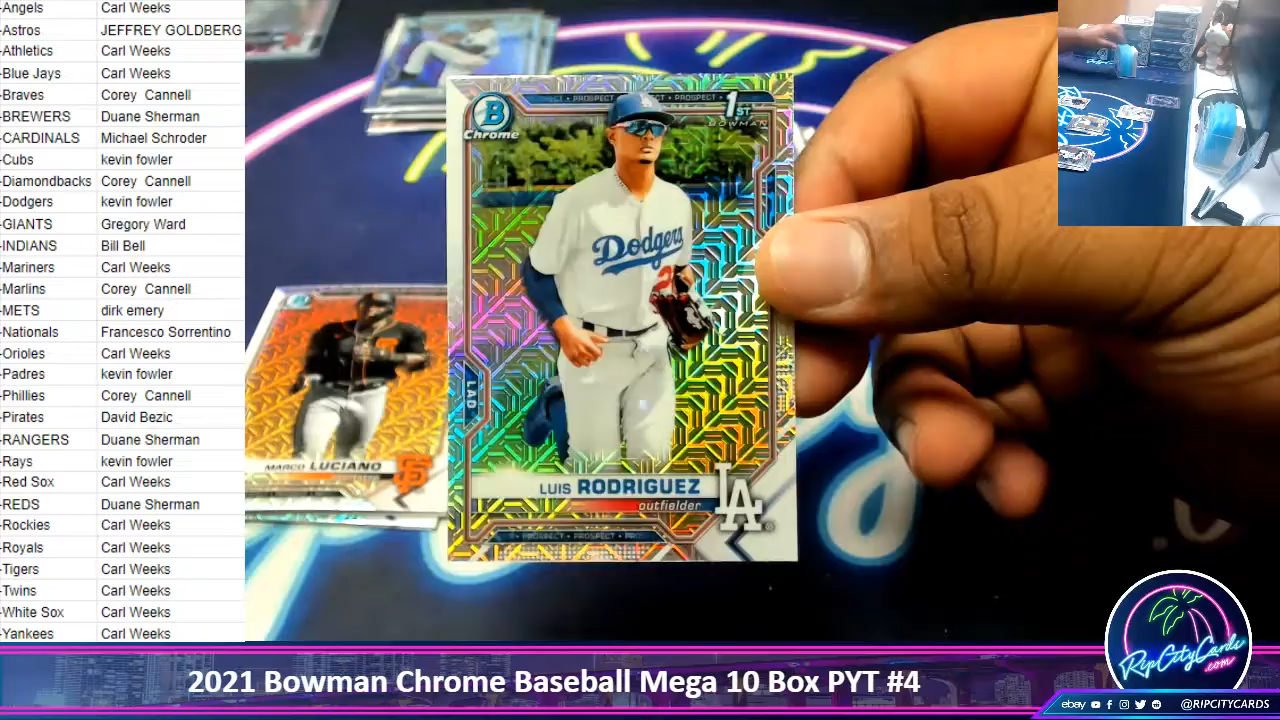 -Angels Carl Weeks
-Astros JEFFREY GOLDBERG
-Athletics Carl Weeks
-Blue Jays Carl Weeks
-Braves Corey Cannell
-BREWERS Duane Sherman
-CARDINALS Michael Schroder
-Cubs kevin fowler
-Diamondbacks Corey Cannell
-Dodgers kevin fowler
-GIANTS Gregory Ward
-INDIANS Bill Bell
-Mariners Carl Weeks
-Marlins Corey Cannell
-METS dirk emery
-Nationals Francesco Sorrentino
-Orioles Carl Weeks
-Padres kevin fowler
-Phillies Corey Cannell
-Pirates David Bezic
-RANGERS Duane Sherman
-Rays kevin fowler
-Red Sox Carl Weeks
-REDS Duane Sherman
-Rockies Carl Weeks
-Royals Carl Weeks
-Tigers Carl Weeks
-Twins Carl Weeks
-White Sox Carl Weeks
-Yankees Carl Weeks
B
Chrome
PROSPECT • PROSPECT
1ST
BOWMAN
Dodgers
LAD
LUIS RODRIGUEZ
outfielder
LA
PROSPECT • PROSPECT
MARCO LUCIANO
SF
RipCityCards
.com
2021 Bowman Chrome Baseball Mega 10 Box PYT #4
ebay @RIPCITYCARDS